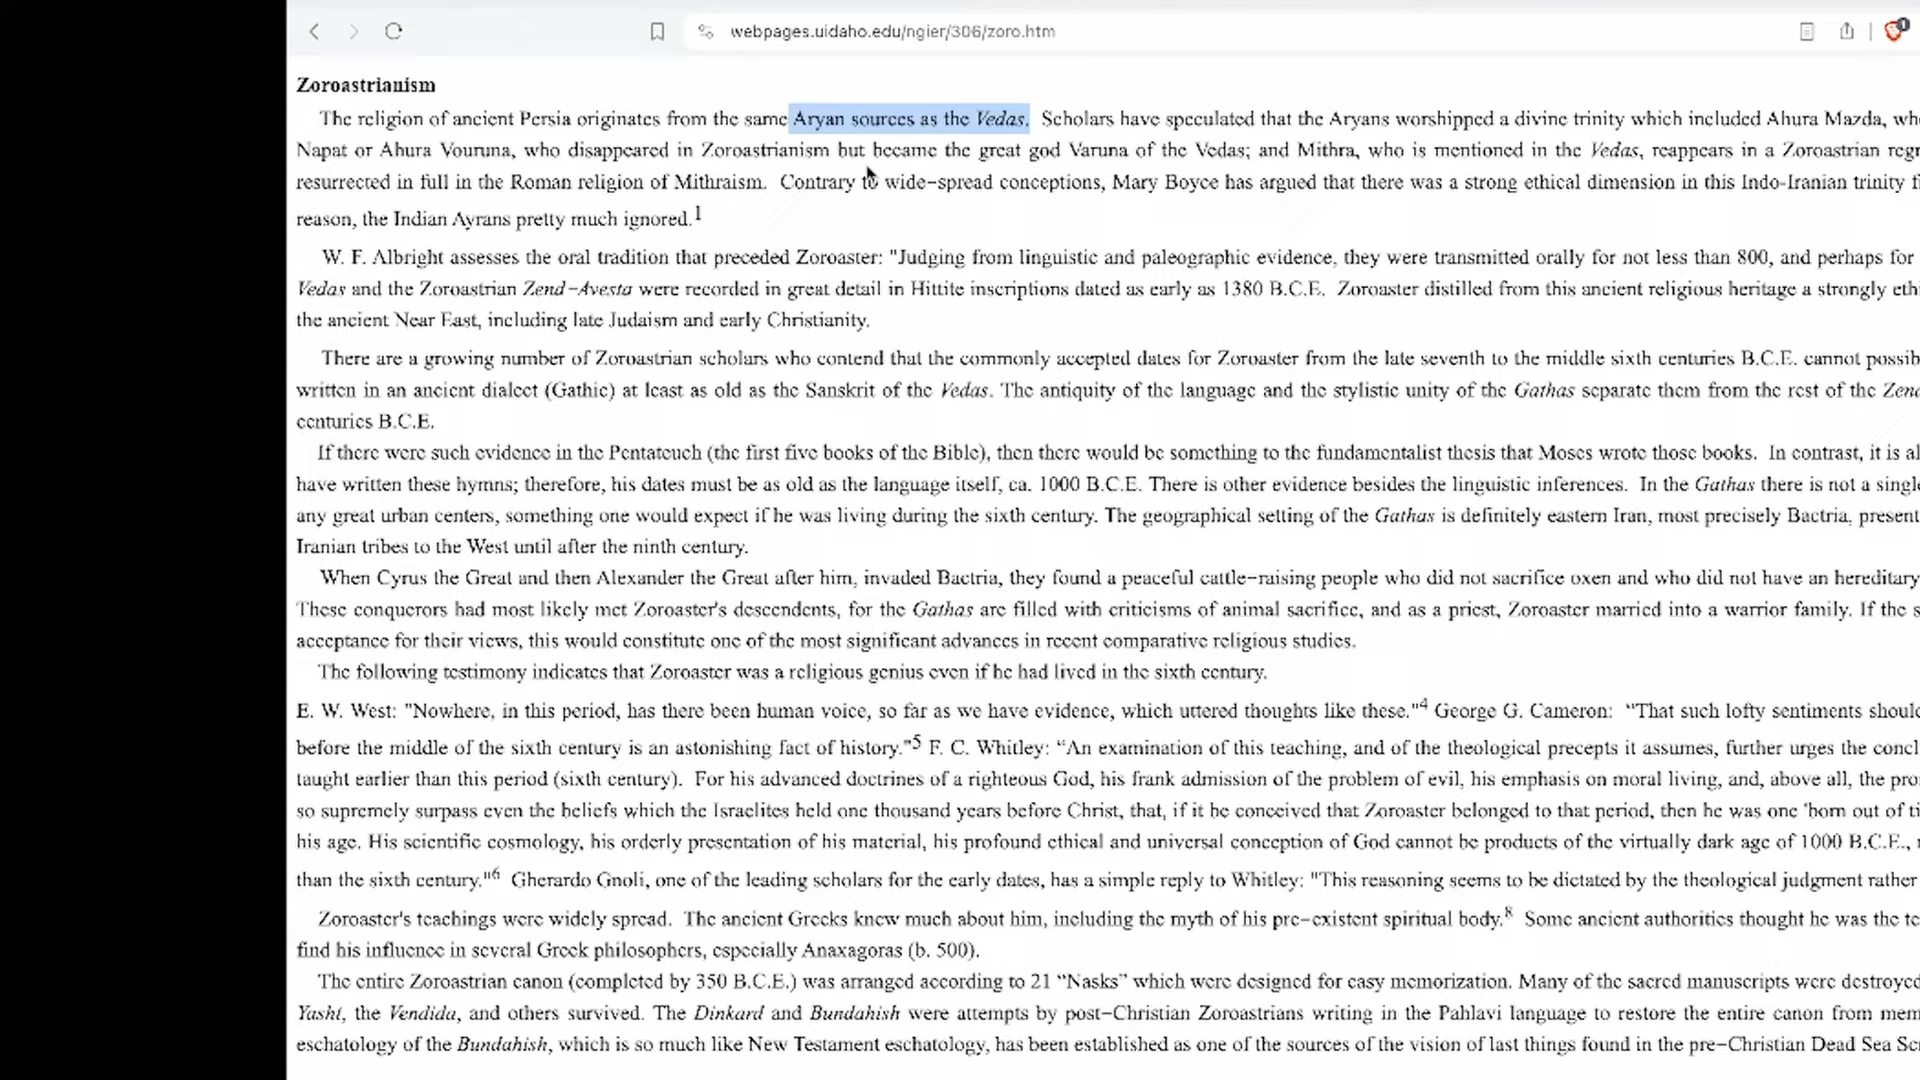 webpages.uidaho.edu/ngier/306/zoro.htm
Zoroastrianism
The religion of ancient Persia originates from the same Aryan sources as the Vedas. Scholars have speculated that the Aryans worshipped a divine trinity which included Ahura Mazda, who
Napat or Ahura Vouruna, who disappeared in Zoroastrianism but became the great god Varuna of the Vedas; and Mithra, who is mentioned in the Vedas, reappears in a Zoroastrian
resurrected in full in the Roman religion of Mithraism. Contrary to wide-spread conceptions, Mary Boyce has argued that there was a strong ethical dimension in this Indo-Iranian trinity
reason, the Indian Ayrans pretty much ignored.1
W. F. Albright assesses the oral tradition that preceded Zoroaster: "Judging from linguistic and paleographic evidence, they were transmitted orally for not less than 800, and perhaps for
Vedas and the Zoroastrian Zend-Avesta were recorded in great detail in Hittite inscriptions dated as early as 1380 B.C.E. Zoroaster distilled from this ancient religious heritage a strongly
the ancient Near East, including late Judaism and early Christianity.
There are a growing number of Zoroastrian scholars who contend that the commonly accepted dates for Zoroaster from the late seventh to the middle sixth centuries B.C.E. cannot possib
written in an ancient dialect (Gathic) at least as old as the Sanskrit of the Vedas. The antiquity of the language and the stylistic unity of the Gathas separate them from the rest of the Zend
centuries B.C.E.
If there were such evidence in the Pentateuch (the first five books of the Bible), then there would be something to the fundamentalist thesis that Moses wrote those books. In contrast, it is al
have written these hymns; therefore, his dates must be as old as the language itself, ca. 1000 B.C.E. There is other evidence besides the linguistic inferences. In the Gathas there is not a single
any great urban centers, something one would expect if he was living during the sixth century. The geographical setting of the Gathas is definitely eastern Iran, most precisely Bactria, present
Iranian tribes to the West until after the ninth century.
When Cyrus the Great and then Alexander the Great after him, invaded Bactria, they found a peaceful cattle-raising people who did not sacrifice oxen and who did not have an hereditary
These conquerors had most likely met Zoroaster's descendents, for the Gathas are filled with criticisms of animal sacrifice, and as a priest, Zoroaster married into a warrior family. If the s
acceptance for their views, this would constitute one of the most significant advances in recent comparative religious studies.
The following testimony indicates that Zoroaster was a religious genius even if he had lived in the sixth century.
E. W. West: "Nowhere, in this period, has there been human voice, so far as we have evidence, which uttered thoughts like these."4 George G. Cameron: “That such lofty sentiments shoul
before the middle of the sixth century is an astonishing fact of history."5 F. C. Whitley: “An examination of this teaching, and of the theological precepts it assumes, further urges the concl
taught earlier than this period (sixth century). For his advanced doctrines of a righteous God, his frank admission of the problem of evil, his emphasis on moral living, and, above all, the pro
so supremely surpass even the beliefs which the Israelites held one thousand years before Christ, that, if it be conceived that Zoroaster belonged to that period, then he was one 'born out of ti
his age. His scientific cosmology, his orderly presentation of his material, his profound ethical and universal conception of God cannot be products of the virtually dark age of 1000 B.C.E.,
than the sixth century."6 Gherardo Gnoli, one of the leading scholars for the early dates, has a simple reply to Whitley: "This reasoning seems to be dictated by the theological judgment rather
Zoroaster's teachings were widely spread. The ancient Greeks knew much about him, including the myth of his pre-existent spiritual body.8 Some ancient authorities thought he was the te
find his influence in several Greek philosophers, especially Anaxagoras (b. 500).
The entire Zoroastrian canon (completed by 350 B.C.E.) was arranged according to 21 “Nasks” which were designed for easy memorization. Many of the sacred manuscripts were destroyed
Yasht, the Vendida, and others survived. The Dinkard and Bundahish were attempts by post-Christian Zoroastrians writing in the Pahlavi language to restore the entire canon from mem
eschatology of the Bundahish, which is so much like New Testament eschatology, has been established as one of the sources of the vision of last things found in the pre-Christian Dead Sea Sc